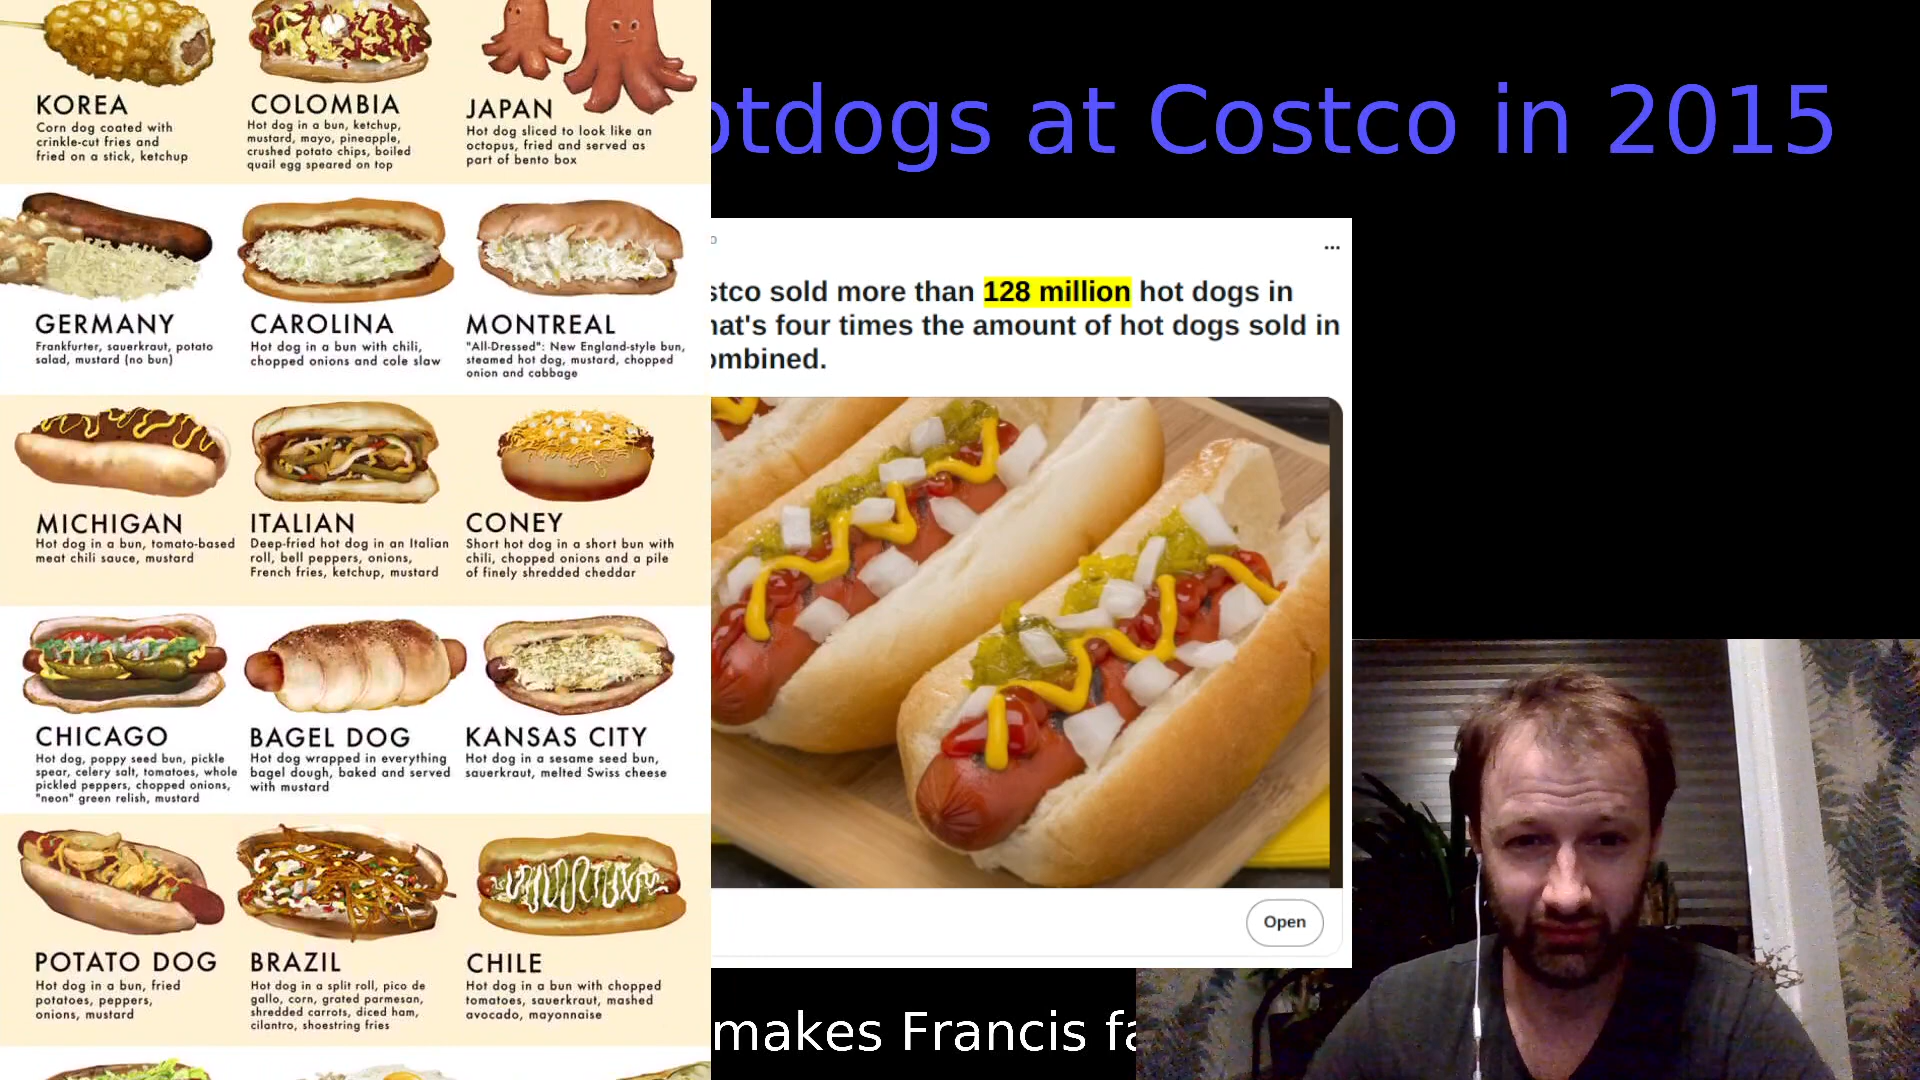 KOREA
Corn dog coated with
crinkle-cut fries and
fried on a stick, ketchup
COLOMBIA
Hot dog in a bun, ketchup,
mustard, mayo, pineapple,
crushed potato chips, boiled
quail egg speared on top
JAPAN
Hot dog sliced to look like an
octopus, fried and served as
part of bento box
GERMANY
Frankfurter, sauerkraut, potato
salad, mustard (no bun)
CAROLINA
Hot dog in a bun with chili,
chopped onions and cole slaw
MONTREAL
"All-Dressed": New England-style bun,
steamed hot dog, mustard, chopped
onion and cabbage
MICHIGAN
Hot dog in a bun, tomato-based
meat chili sauce, mustard
ITALIAN
Deep-fried hot dog in an Italian
roll, bell peppers, onions,
French fries, ketchup, mustard
CONEY
Short hot dog in a short bun with
chili, chopped onions and a pile
of finely shredded cheddar
CHICAGO
Hot dog, poppy seed bun, pickle
spear, celery salt, tomatoes, whole
pickled peppers, chopped onions,
"neon" green relish, mustard
BAGEL DOG
Hot dog wrapped in everything
bagel dough, baked and served
with mustard
KANSAS CITY
Hot dog in a sesame seed bun,
sauerkraut, melted Swiss cheese
POTATO DOG
Hot dog in a bun, fried
potatoes, peppers,
onions, mustard
BRAZIL
Hot dog in a split roll, pico de
gallo, corn, grated parmesan,
shredded carrots, diced ham,
cilantro, shoestring fries
CHILE
Hot dog in a bun with chopped
tomatoes, sauerkraut, mashed
avocado, mayonnaise
otdogs at Costco in 2015
stco sold more than 128 million hot dogs in
hat's four times the amount of hot dogs sold in
ombined.
Open
makes Francis fa